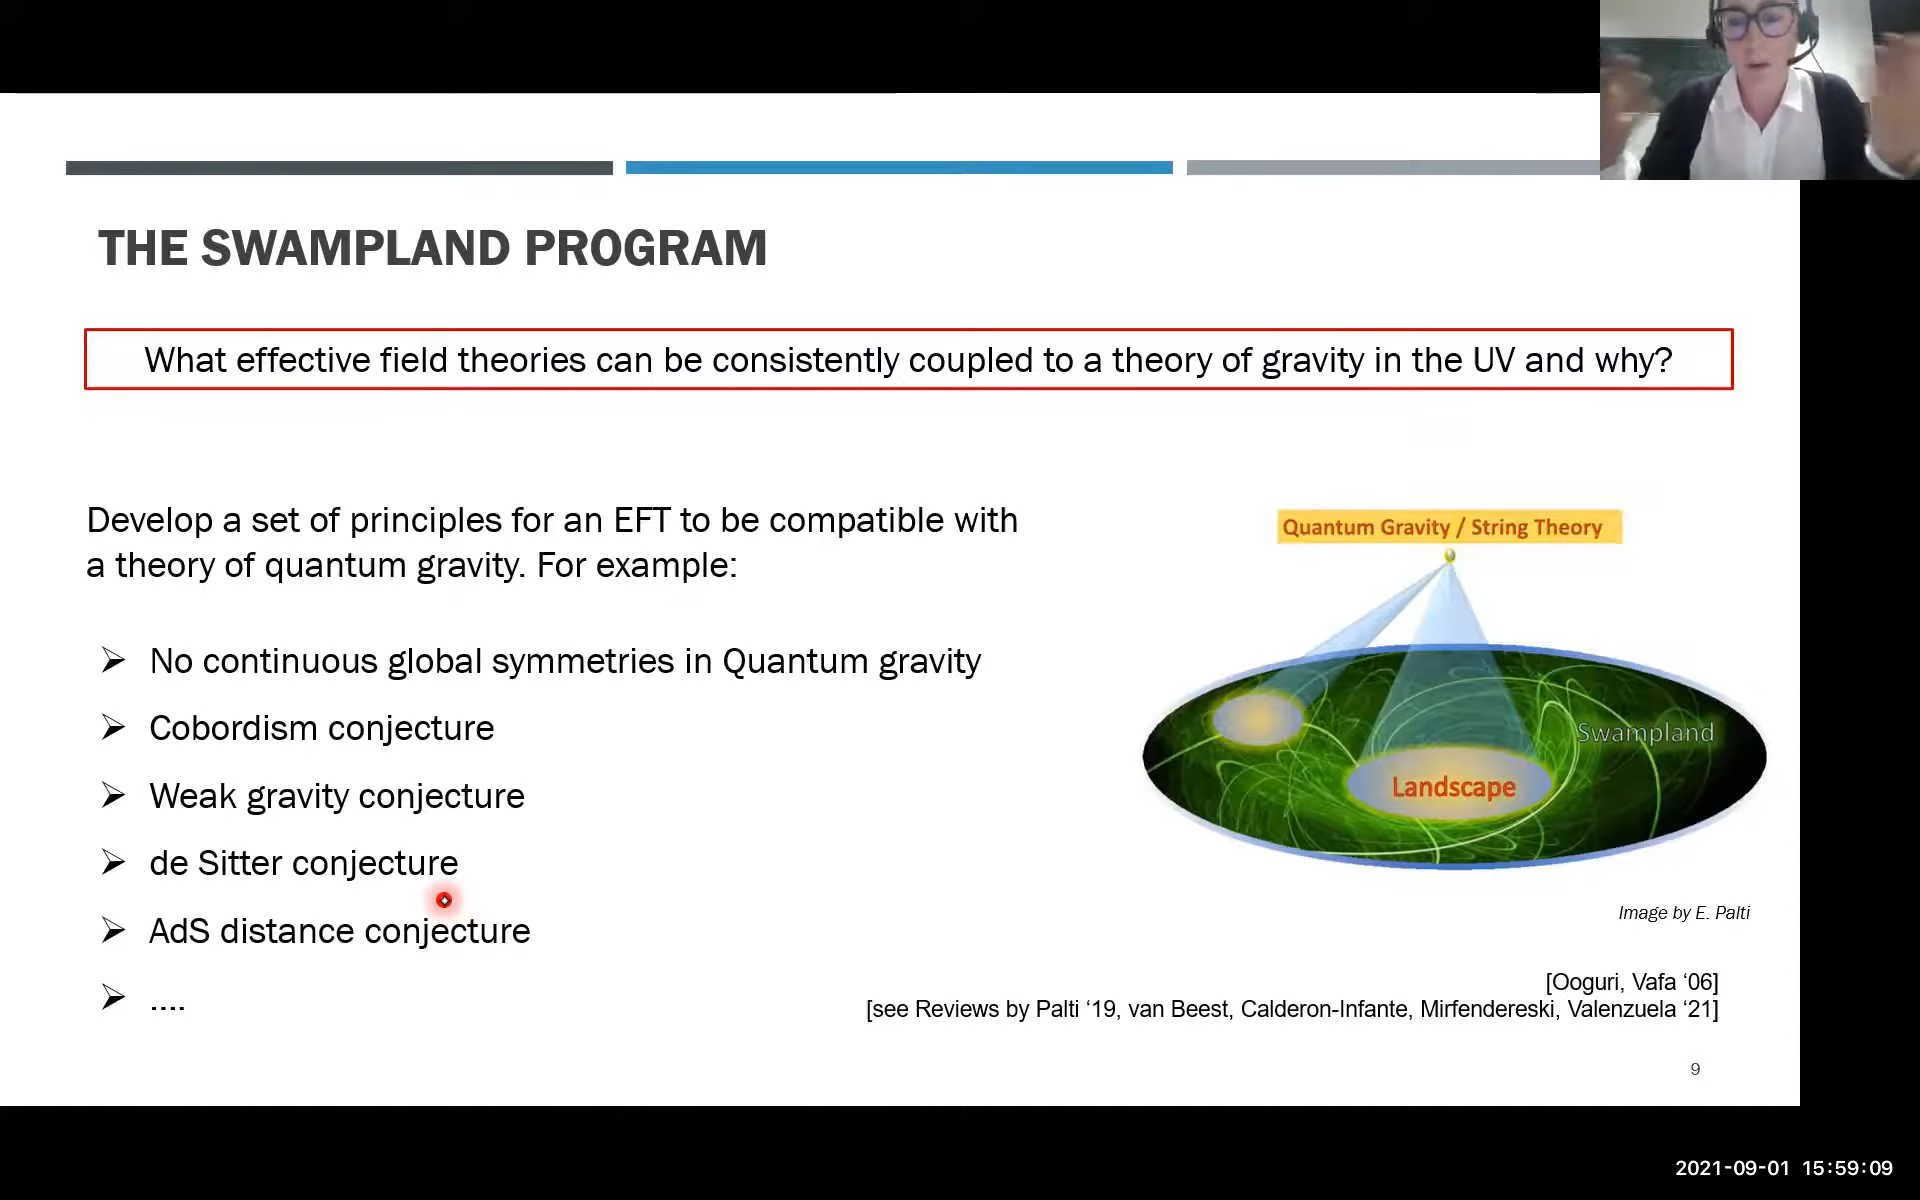 THE SWAMPLAND PROGRAM
What effective field theories can be consistently coupled to a theory of gravity in the UV and why?
Develop a set of principles for an EFT to be compatible with
a theory of quantum gravity. For example:
➢ No continuous global symmetries in Quantum gravity
➢ Cobordism conjecture
➢ Weak gravity conjecture
➢ de Sitter conjecture
➢ AdS distance conjecture
➢ ....
Quantum Gravity / String Theory
Swampland
Landscape
Image by E. Palti
[Ooguri, Vafa ‘06]
[see Reviews by Palti ‘19, van Beest, Calderon-Infante, Mirfendereski, Valenzuela ‘21]
9
2021-09-01 15:59:09